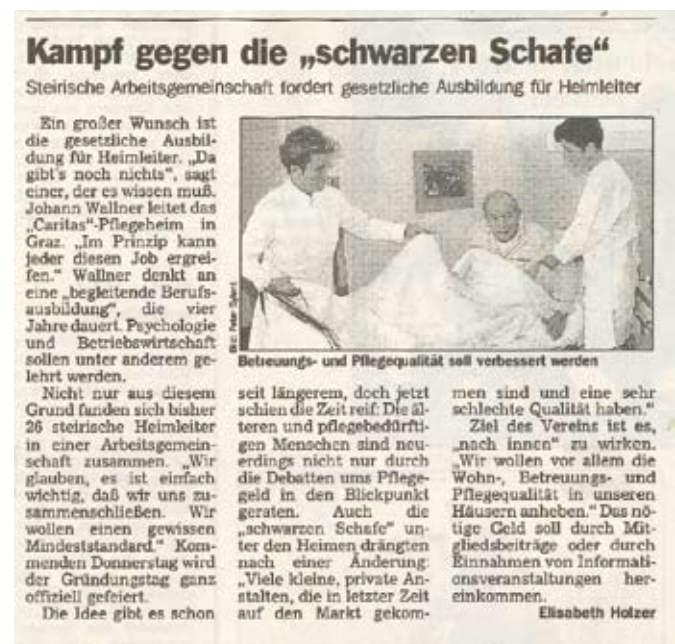 Kampf gegen die „schwarzen Schafe“
Steirische Arbeitsgemeinschaft fordert gesetzliche Ausbildung für Heimleiter
Ein großer Wunsch ist
die gesetzliche Ausbil-
dung für Heimleiter. „Da
gibt's noch nichts“, sagt
einer, der es wissen muß.
Johann Wallner leitet das
„Caritas“-Pflegeheim in
Graz. „Im Prinzip kann
jeder diesen Job ergrei-
fen.“ Wallner denkt an
eine „begleitende Berufs-
ausbildung“, die vier
Jahre dauert. Psychologie
und Betriebswirtschaft
sollen unter anderem ge-
lehrt werden.
Nicht nur aus diesem
Grund fanden sich bisher
26 steirische Heimleiter
in einer Arbeitsgemein-
schaft zusammen. „Wir
glauben, es ist einfach
wichtig, daß wir uns zu-
sammenschließen. Wir
wollen einen gewissen
Mindeststandard.“ Kom-
menden Donnerstag wird
der Gründungstag ganz
offiziell gefeiert.
Die Idee gibt es schon
Bild: Peter
Betreuungs- und Pflegequalität soll verbessert werden
seit längerem, doch jetzt
schien die Zeit reif: Die äl-
teren und pflegebedürfti-
gen Menschen sind neu-
erdings nicht nur durch
die Debatten ums Pflege-
geld in den Blickpunkt
geraten. Auch die
„schwarzen Schafe“ un-
ter den Heimen drängten
nach einer Änderung:
„Viele kleine, private An-
stalten, die in letzter Zeit
auf den Markt gekom-
men sind und eine sehr
schlechte Qualität haben.“
Ziel des Vereins ist es,
„nach innen“ zu wirken.
„Wir wollen vor allem die
Wohn-, Betreuungs- und
Pflegequalität in unseren
Häusern anheben.“ Das nö-
tige Geld soll durch Mit-
gliedsbeiträge oder durch
Einnahmen von Informati-
onsveranstaltungen her-
einkommen.
Elisabeth Holzer